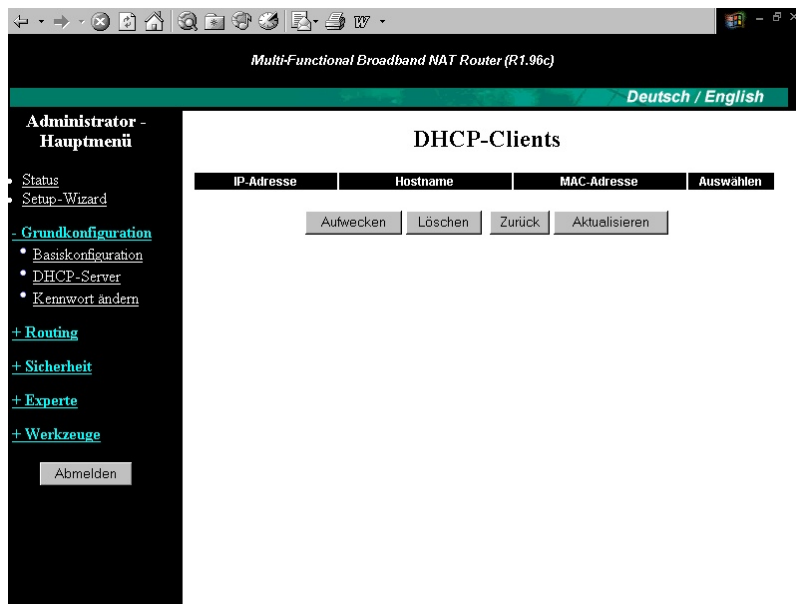 Multi-Functional Broadband NAT Router (R1.96c)
Deutsch / English
Administrator -
Hauptmenü
Status
Setup-Wizard
- Grundkonfiguration
Basiskonfiguration
DHCP-Server
Kennwort ändern
+ Routing
+ Sicherheit
+ Experte
+ Werkzeuge
Abmelden
DHCP-Clients
IP-Adresse Hostname MAC-Adresse Auswählen
Aufwecken Löschen Zurück Aktualisieren